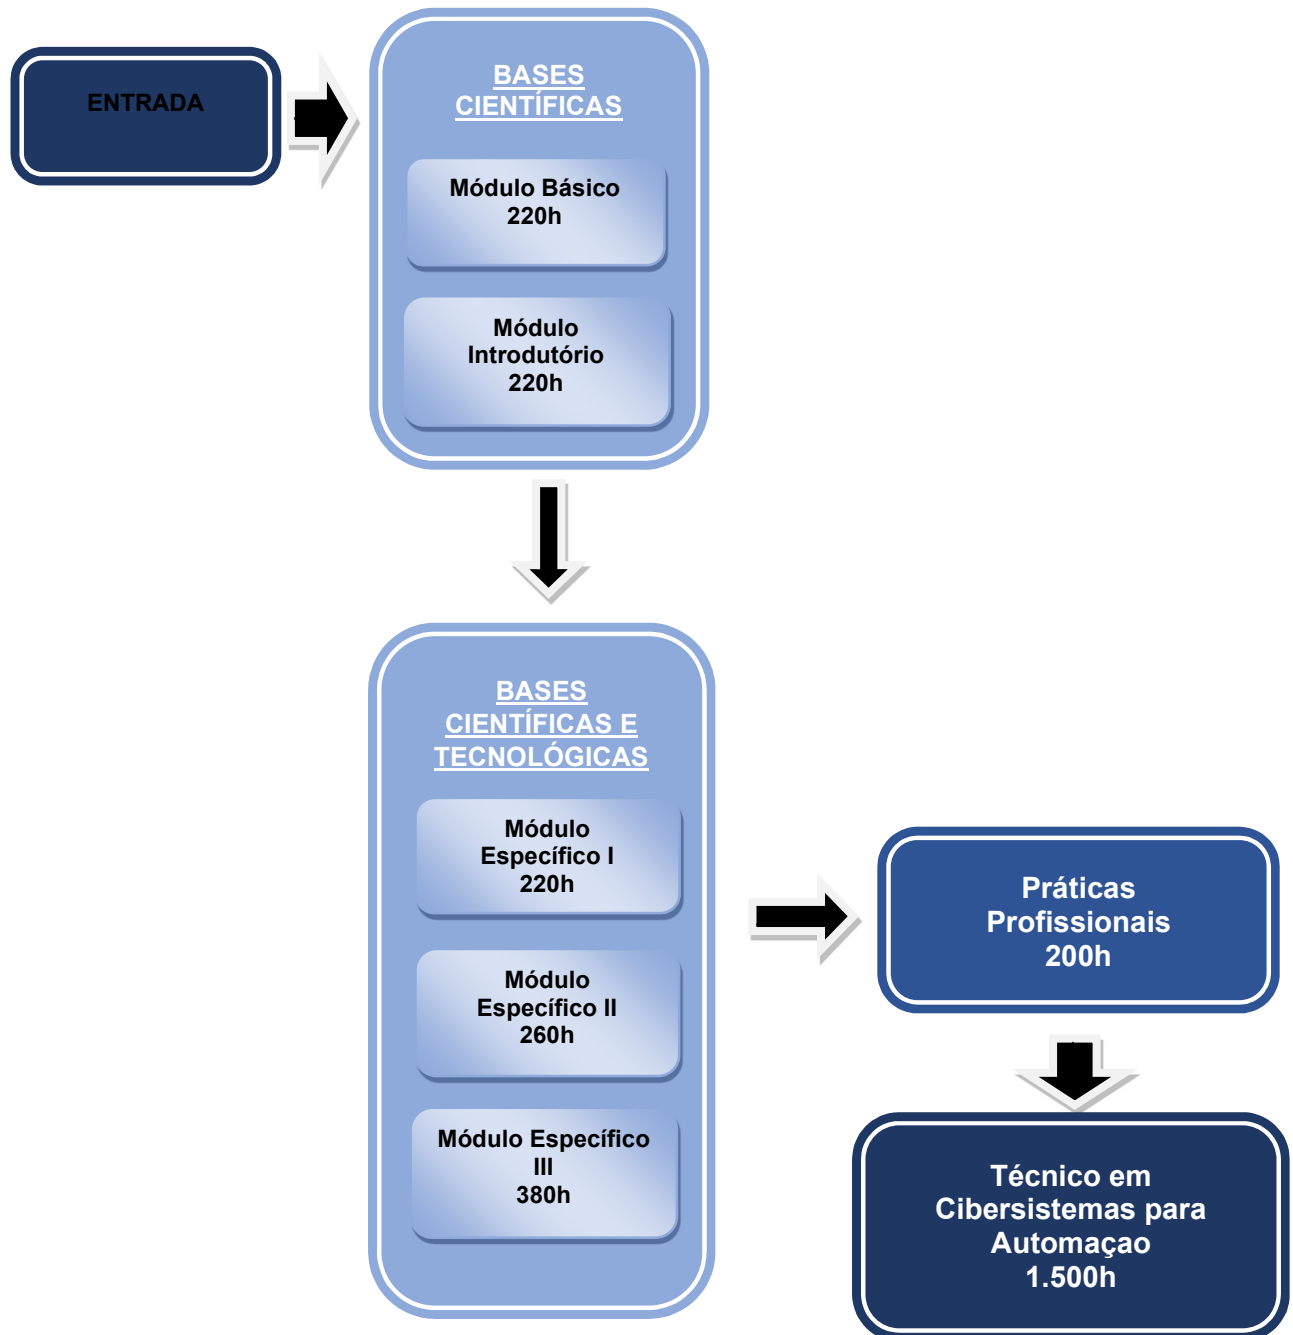 ENTRADA
BASES
CIENTÍFICAS
Módulo Básico
220h
Módulo
Introdutório
220h
BASES
CIENTÍFICAS E
TECNOLÓGICAS
Módulo
Específico I
220h
Módulo
Específico II
260h
Módulo Específico
III
380h
Práticas
Profissionais
200h
Técnico em
Cibersistemas para
Automaçao
1.500h